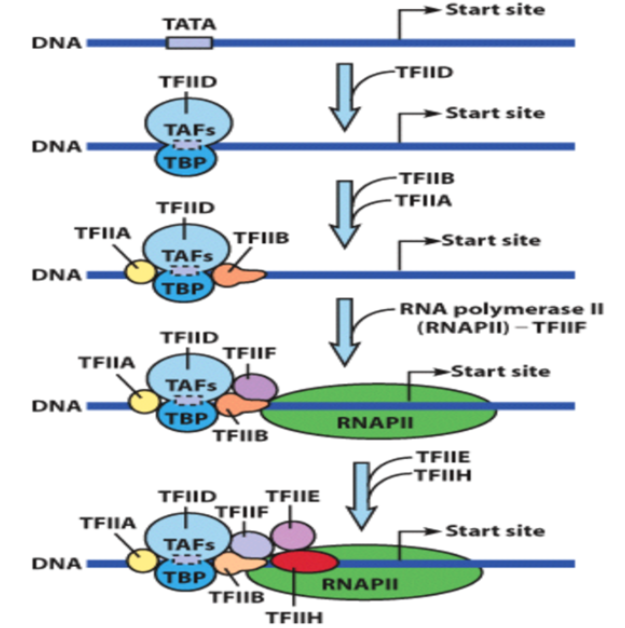 Start site
TATA
DNA
TFIID
TFIID
Start site
TAFs
DNA
TBP
TFIIB
TFIID
TFIIA
TFIIA
TFIIB
Start site
TAFs
DNA
TBP
RNA polymerase II
(RNAPII) – TFIIF
TFIID
TFIIF
TFIIA
Start site
TAFs
DNA
TBP
RNAPII
TFIIB
TFIIE
TFIIH
TFIID
TFIIE
TFIIF
TFIIA
Start site
TAFs
DNA
TBP
RNAPII
TFIIB
TFIIH